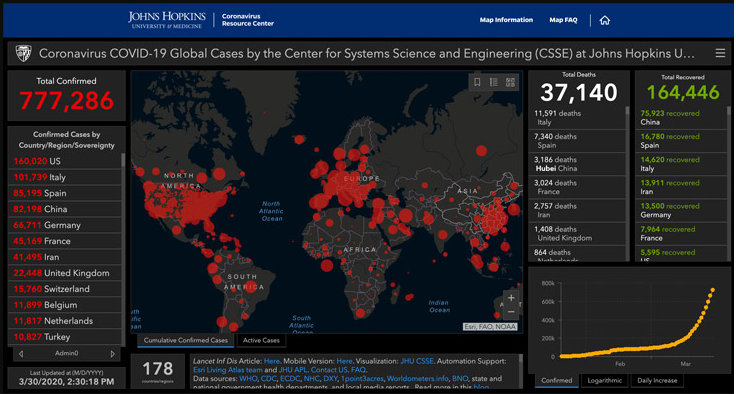 JOHNS HOPKINS
UNIVERSITY & MEDICINE
Coronavirus
Resource Center
Map Information
Map FAQ
Coronavirus COVID-19 Global Cases by the Center for Systems Science and Engineering (CSSE) at Johns Hopkins U...
Total Confirmed
777,286
Confirmed Cases by
Country/Region/Sovereignty
160,020 US
101,739 Italy
85,195 Spain
82,198 China
66,711 Germany
45,169 France
41,495 Iran
22,448 United Kingdom
15,760 Switzerland
11,899 Belgium
11,817 Netherlands
10,827 Turkey
Admin0
Last Updated at (M/D/YYYY)
3/30/2020, 2:30:18 PM
NORTH
AMERICA
EUROPE
ASIA
North
Atlantic
Ocean
AFRICA
SOUTH
AMERICA
Indian
Ocean
South
Atlantic
Ocean
A
+
−
Esri, FAO, NOAA
Cumulative Confirmed Cases
Active Cases
178
countries/regions
Lancet Inf Dis Article: Here. Mobile Version: Here. Visualization: JHU CSSE. Automation Support:
Esri Living Atlas team and JHU APL. Contact US. FAQ.
Data sources: WHO, CDC, ECDC, NHC, DXY, 1point3acres, Worldometers.info, BNO, state and
national government health departments, and local media reports. Read more in this blog.
Total Deaths
37,140
11,591 deaths
Italy
7,340 deaths
Spain
3,186 deaths
Hubei China
3,024 deaths
France
2,757 deaths
Iran
1,408 deaths
United Kingdom
864 deaths
Total Recovered
164,446
75,923 recovered
China
16,780 recovered
Spain
14,620 recovered
Italy
13,911 recovered
Iran
13,500 recovered
Germany
7,964 recovered
France
5,595 recovered
US
800k
600k
400k
200k
0
Feb
Mar
Confirmed
Logarithmic
Daily Increase